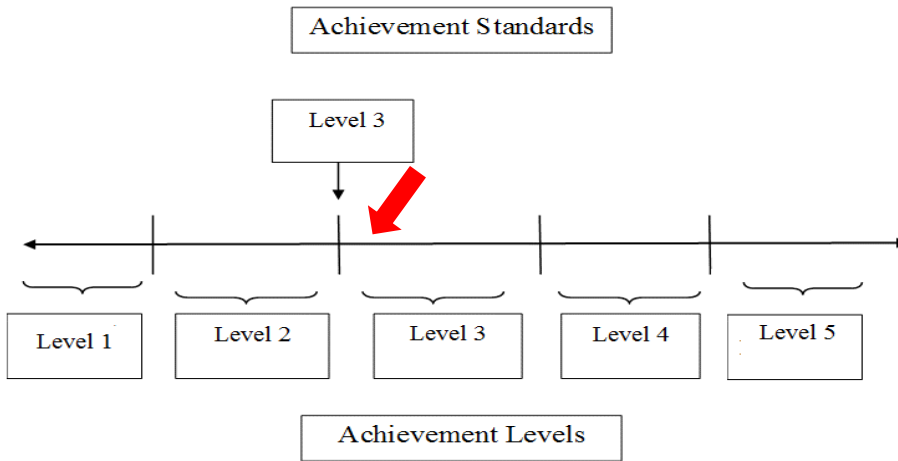 Achievement Standards
Level 3
Level 1
Level 2
Level 3
Level 4
Level 5
Achievement Levels